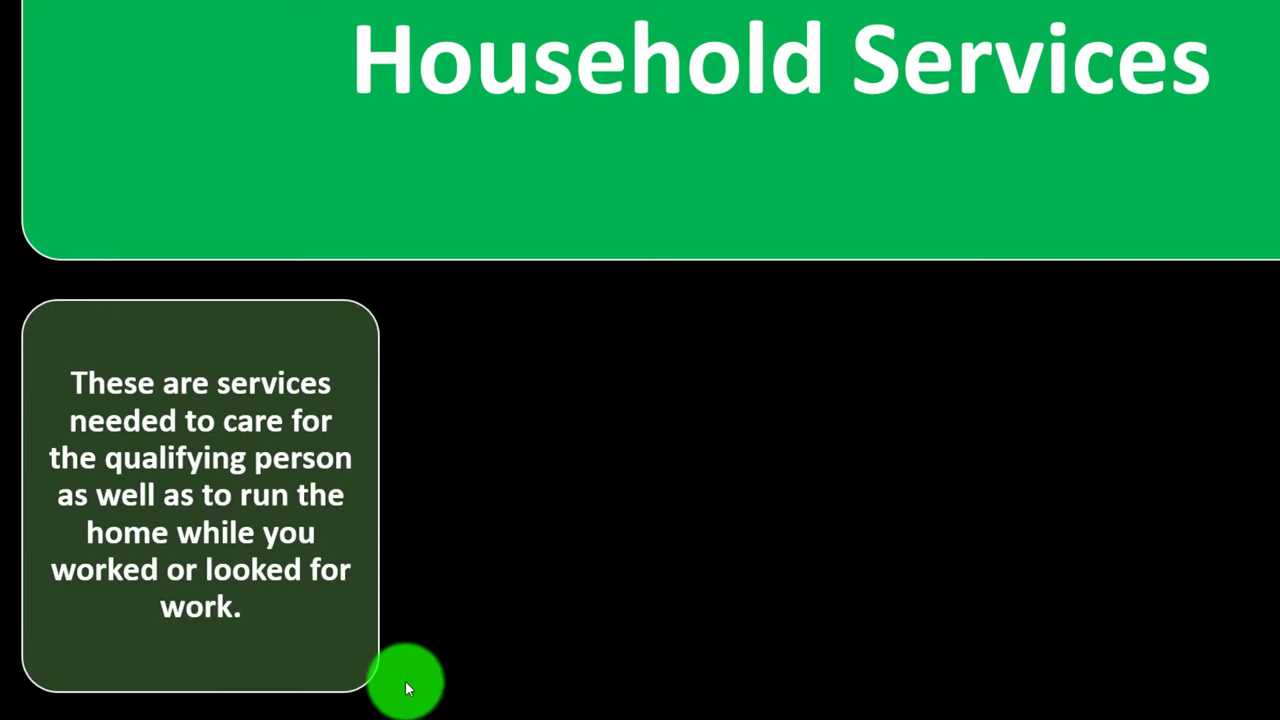 Household Services
These are services
needed to care for
the qualifying person
as well as to run the
home while you
worked or looked for
work.